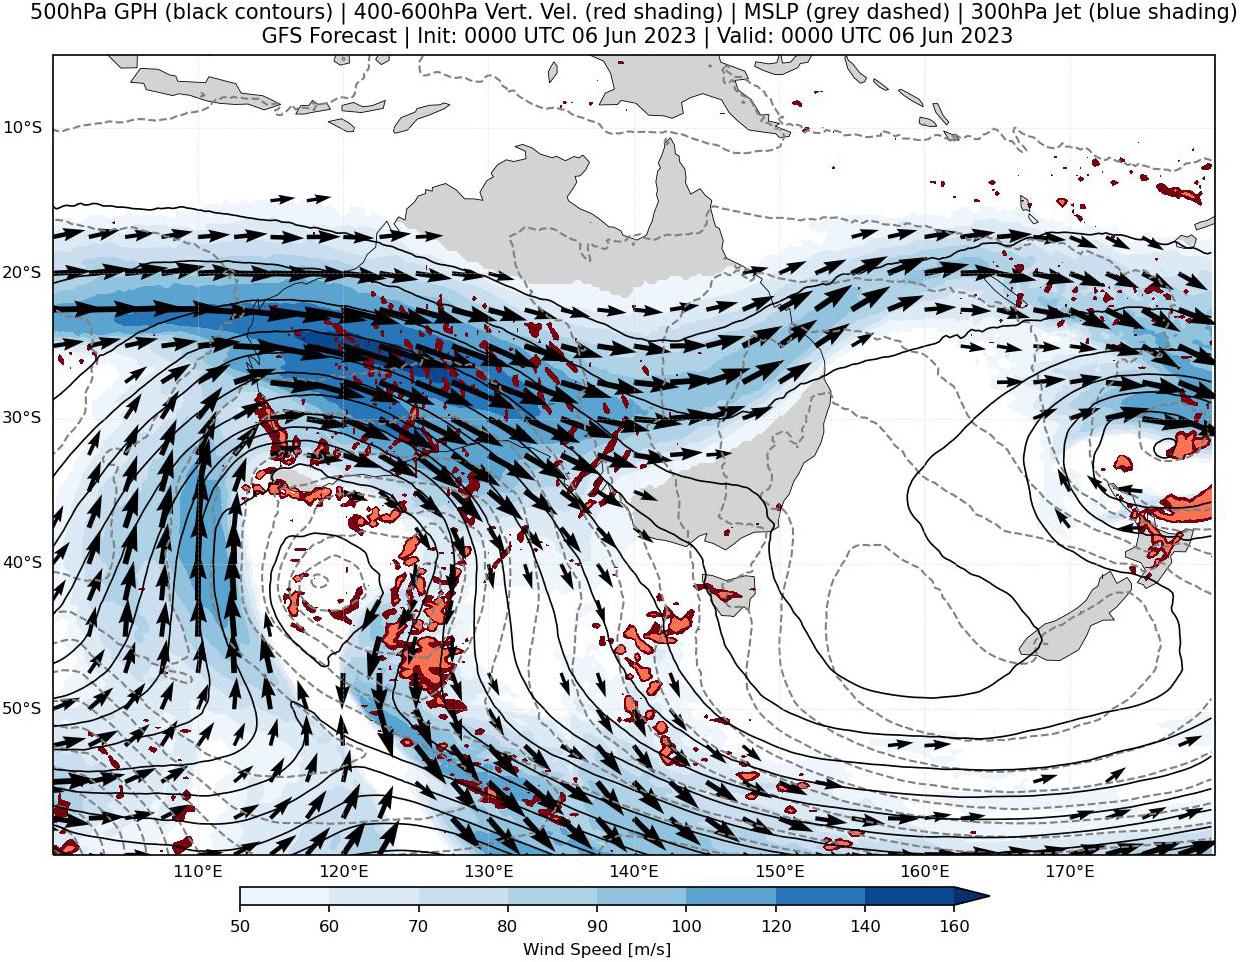 500hPa GPH (black contours) | 400-600hPa Vert. Vel. (red shading) | MSLP (grey dashed) | 300hPa Jet (blue shading)
GFS Forecast | Init: 0000 UTC 06 Jun 2023 | Valid: 0000 UTC 06 Jun 2023
10°S
20°S
30°S
40°S
50°S
110°E 120°E 130°E 140°E 150°E 160°E 170°E
50 60 70 80 90 100 120 140 160
Wind Speed [m/s]